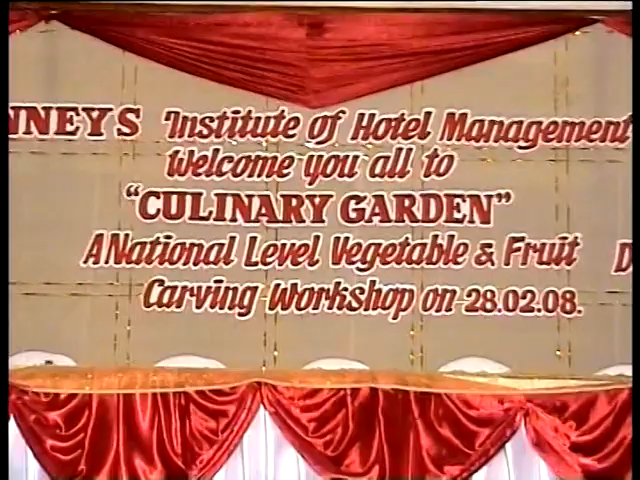 NNEY'S Institute of Hotel Management
Welcome you all to
"CULINARY GARDEN"
A National Level Vegetable & Fruit
Carving Workshop on 28.02.08.